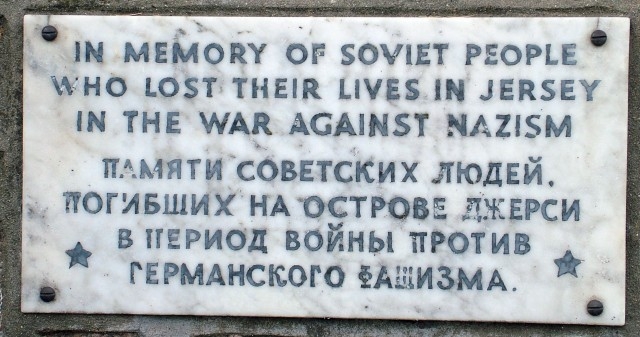 IN MEMORY OF SOVIET PEOPLE
WHO LOST THEIR LIVES IN JERSEY
IN THE WAR AGAINST NAZISM
ПАМЯТИ СОВЕТСКИХ ЛЮДЕЙ,
ПОГИБШИХ НА ОСТРОВЕ ДЖЕРСИ
В ПЕРИОД ВОЙНЫ ПРОТИВ
ГЕРМАНСКОГО ФАШИЗМА.